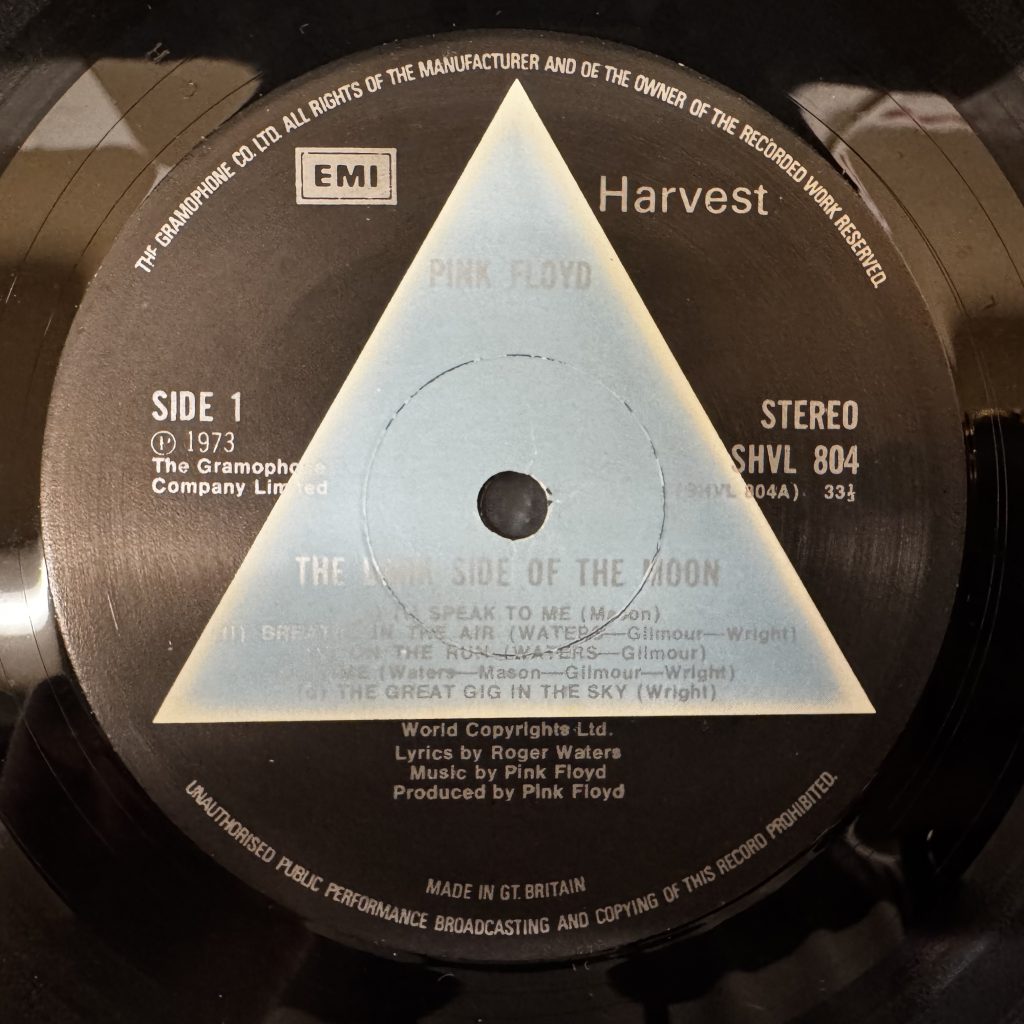 THE GRAMOPHONE CO. LTD. ALL RIGHTS OF THE MANUFACTURER AND OF THE OWNER OF THE RECORDED WORK RESERVED.
EMI
Harvest
PINK FLOYD
SIDE 1
STEREO
Ⓟ 1973
SHVL 804
The Gramophone
Company Limited
(SHVL 804A) 33⅓
THE DARK SIDE OF THE MOON
SPEAK TO ME (Mason)
IN THE AIR (WATERS—Gilmour—Wright)
ON THE RUN (WATERS—Gilmour)
(Waters—Mason—Gilmour—Wright)
THE GREAT GIG IN THE SKY (Wright)
World Copyrights Ltd.
Lyrics by Roger Waters
Music by Pink Floyd
Produced by Pink Floyd
MADE IN GT. BRITAIN
UNAUTHORISED PUBLIC PERFORMANCE BROADCASTING AND COPYING OF THIS RECORD PROHIBITED.